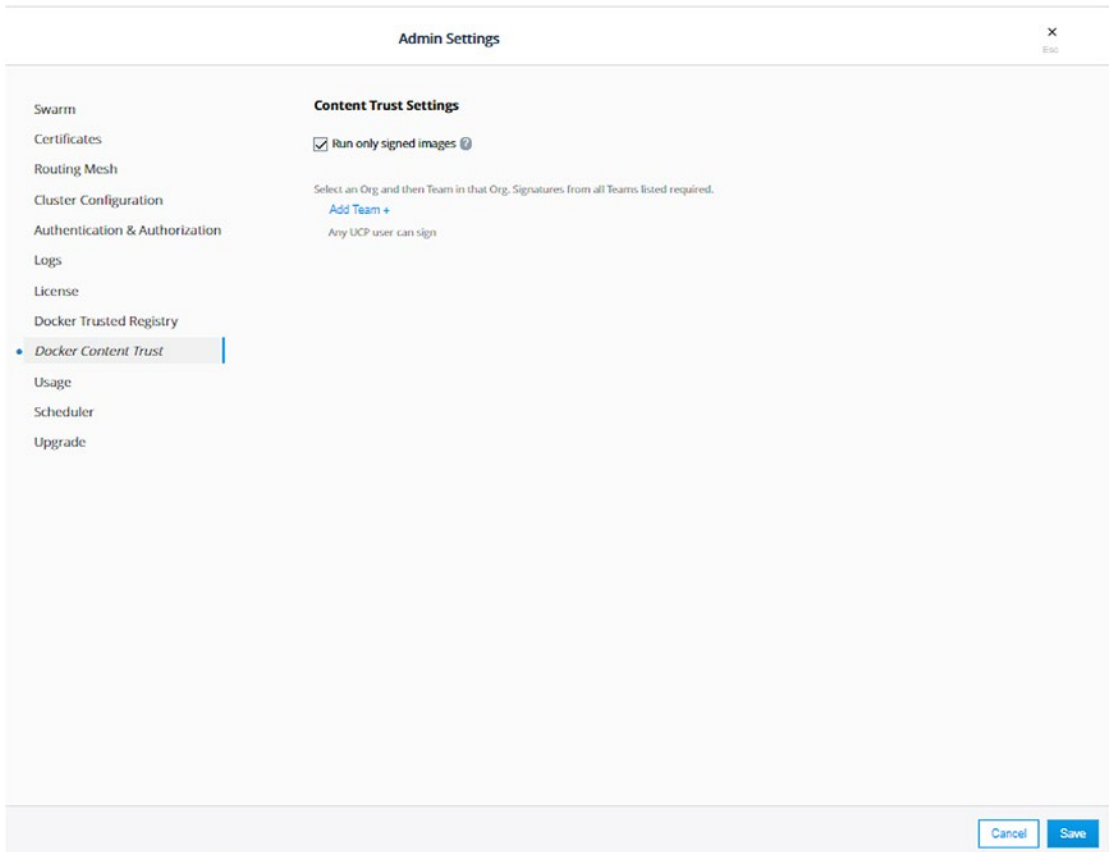 Admin Settings
×
Esc
Swarm
Certificates
Routing Mesh
Cluster Configuration
Authentication & Authorization
Logs
License
Docker Trusted Registry
Docker Content Trust
Usage
Scheduler
Upgrade
Content Trust Settings
Run only signed images ?
Select an Org and then Team in that Org. Signatures from all Teams listed required.
Add Team +
Any UCP user can sign
Cancel
Save